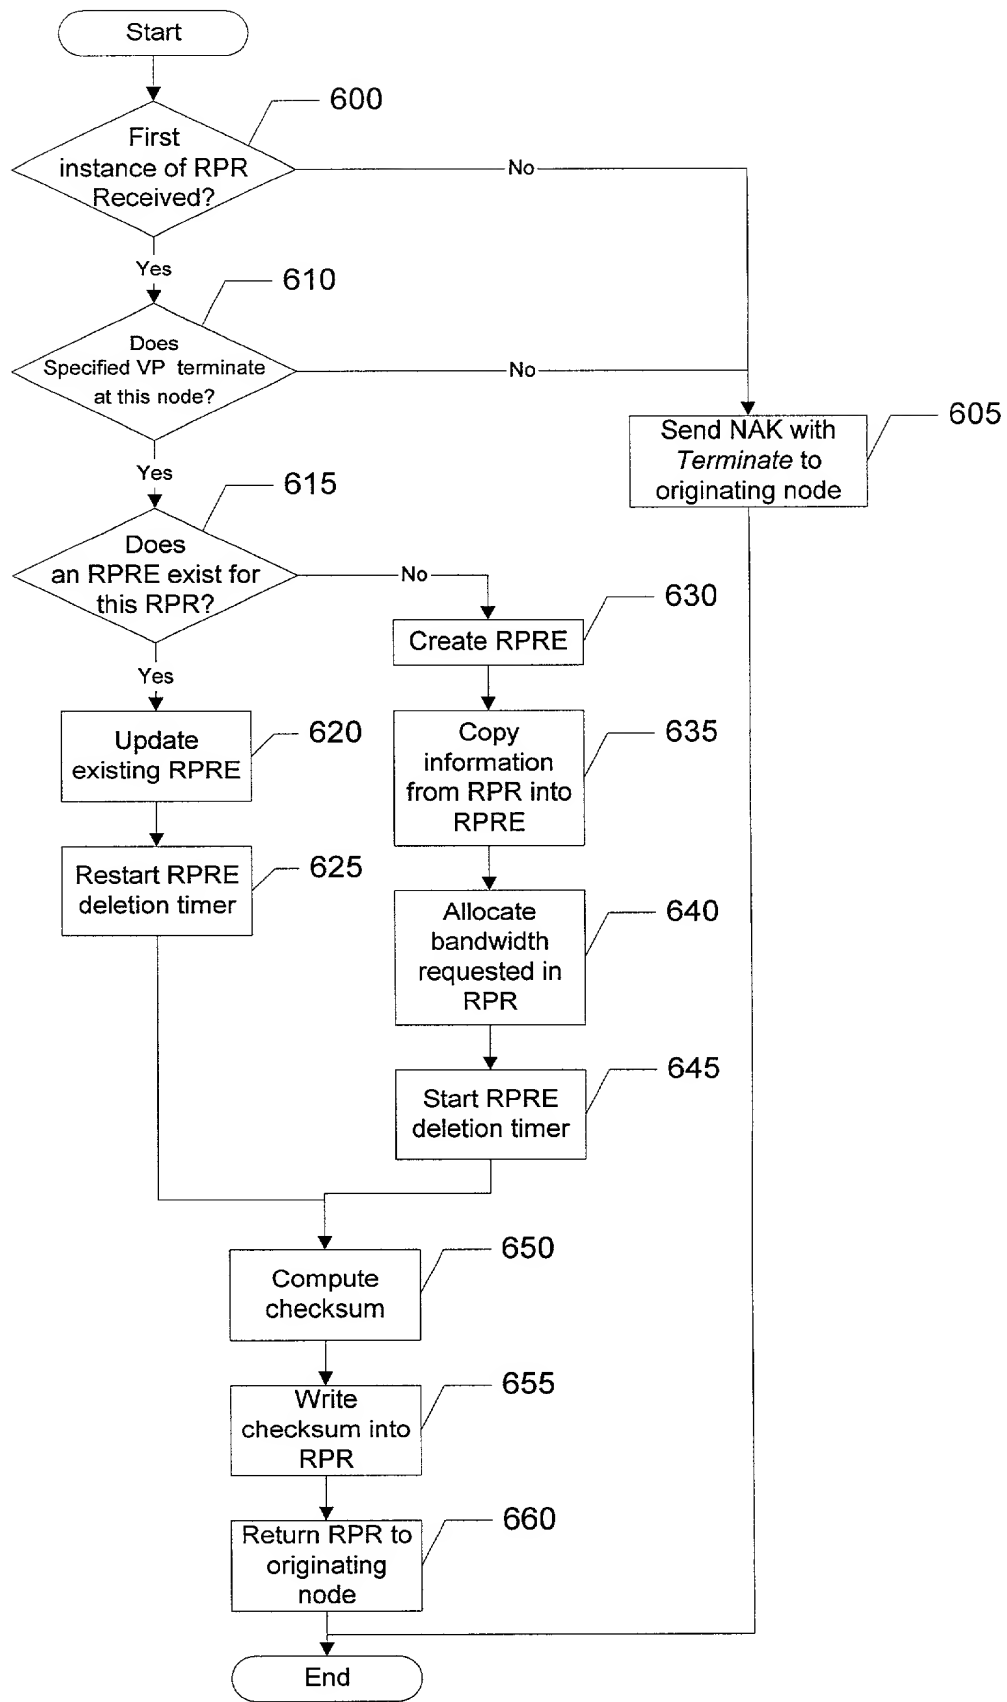 Start
600
First
instance of RPR
Received?
No
Yes
610
Does
Specified VP terminate
at this node?
No
605
Send NAK with
Terminate to
originating node
Yes
615
Does
an RPRE exist for
this RPR?
No
630
Create RPRE
Yes
620
Update
existing RPRE
635
Copy
information
from RPR into
RPRE
625
Restart RPRE
deletion timer
640
Allocate
bandwidth
requested in
RPR
645
Start RPRE
deletion timer
650
Compute
checksum
655
Write
checksum into
RPR
660
Return RPR to
originating
node
End